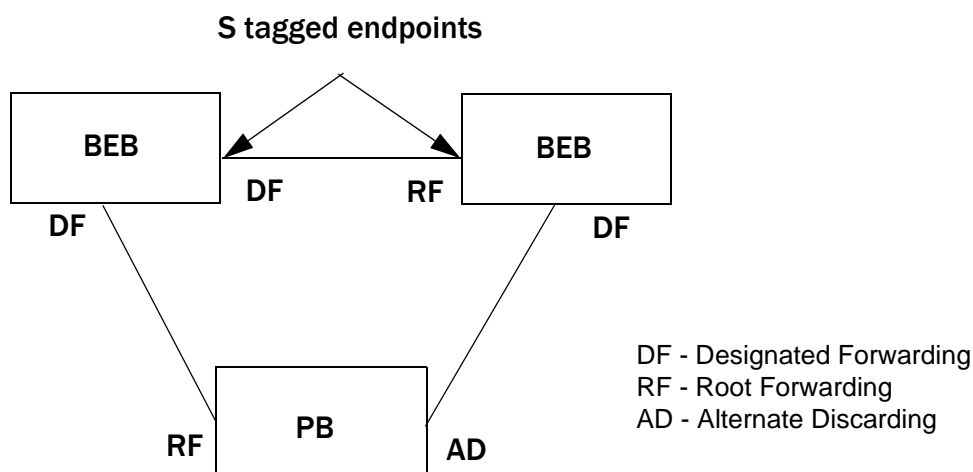 S tagged endpoints
BEB
BEB
DF
RF
DF
DF
DF - Designated Forwarding
RF - Root Forwarding
AD - Alternate Discarding
PB
RF
AD